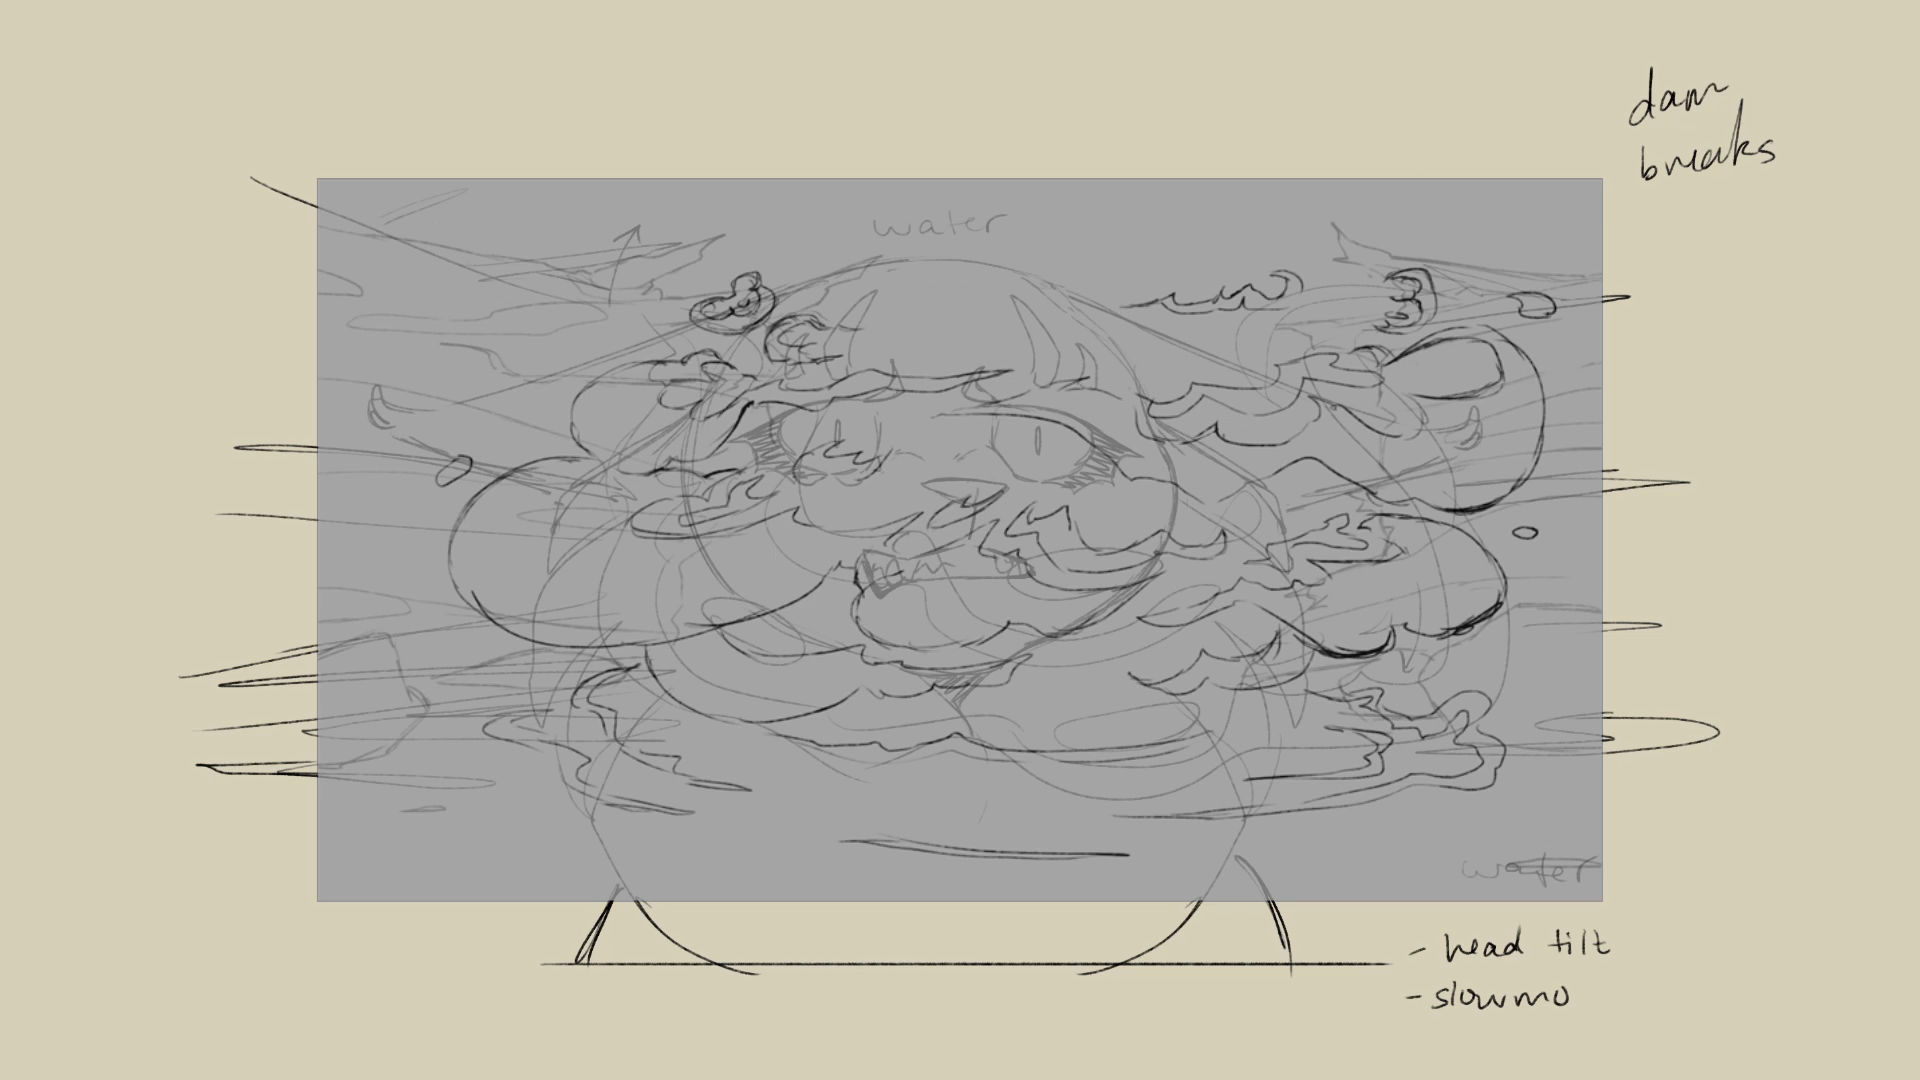 dam
breaks
water
water
- head tilt
- slowmo